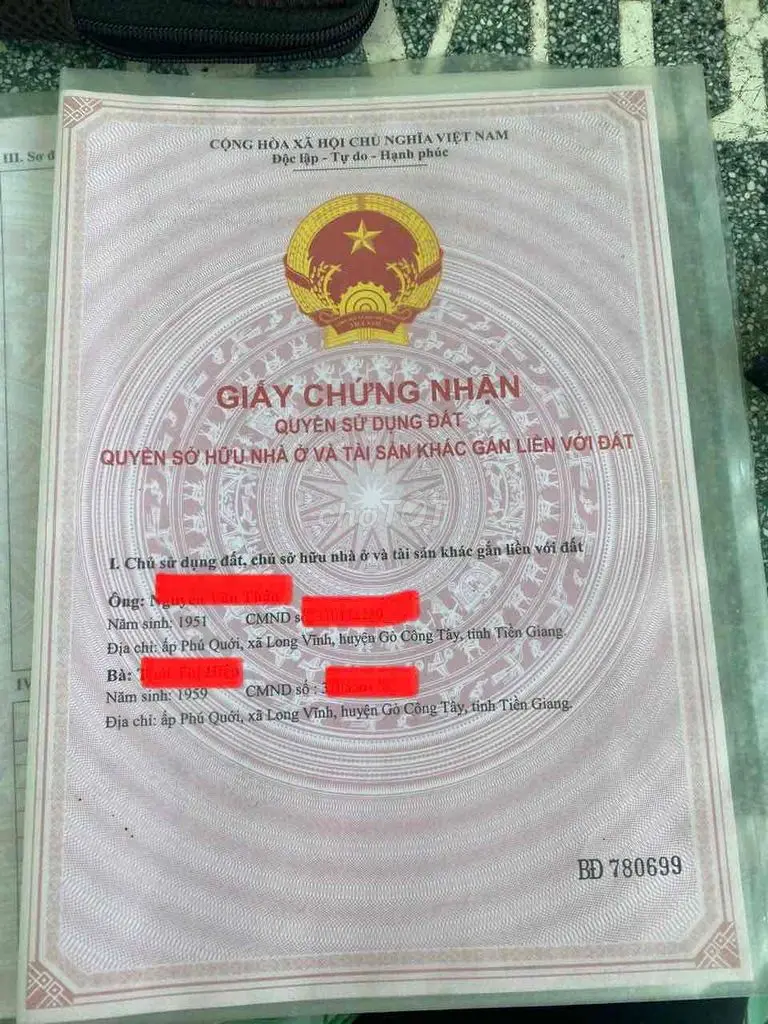 III. Sơ đ
CỘNG HÒA XÃ HỘI CHỦ NGHĨA VIỆT NAM
Độc lập - Tự do - Hạnh phúc
GIẤY CHỨNG NHẬN
QUYỀN SỬ DỤNG ĐẤT
QUYỀN SỞ HỮU NHÀ Ở VÀ TÀI SẢN KHÁC GẮN LIỀN VỚI ĐẤT
chợTỐT
I. Chủ sử dụng đất, chủ sở hữu nhà ở và tài sản khác gắn liền với đất
Ông:
Năm sinh: 1951 CMND số
Địa chỉ: ấp Phú Quới, xã Long Vĩnh, huyện Gò Công Tây, tỉnh Tiền Giang.
Bà:
Năm sinh: 1959 CMND số :
Địa chỉ: ấp Phú Quới, xã Long Vĩnh, huyện Gò Công Tây, tỉnh Tiền Giang.
IV
BĐ 780699